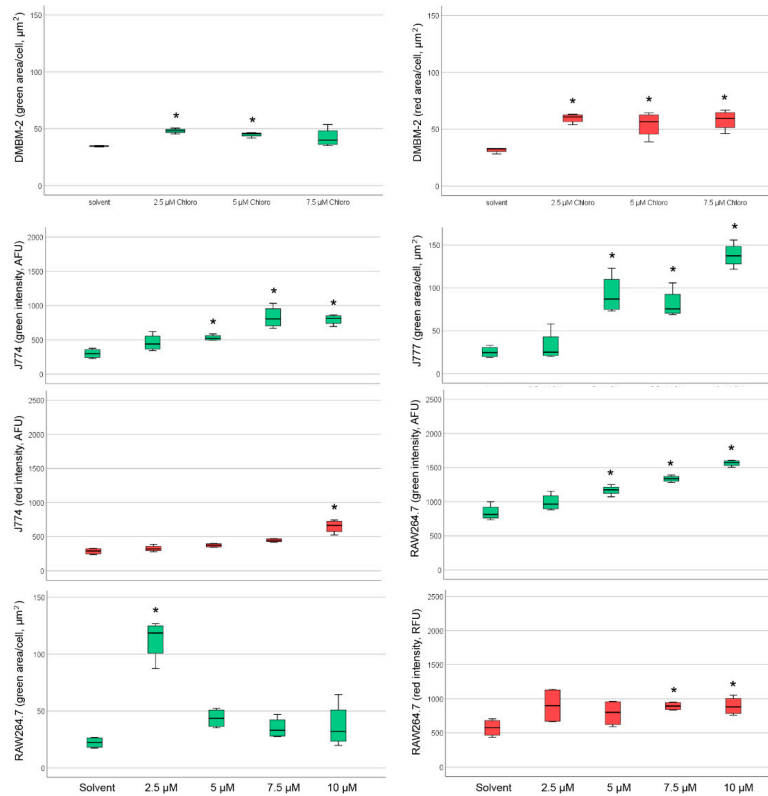 DMBM-2 (green area/cell, µm²)
150
100
50
0
*
*
solvent
2.5 µM Chloro
5 µM Chloro
7.5 µM Chloro
DMBM-2 (red area/cell, µm²)
150
100
50
0
*
*
*
solvent
2.5 µM Chloro
5 µM Chloro
7.5 µM Chloro
J774 (green intensity, AFU)
2000
1500
1000
500
0
*
*
*
J777 (green area/cell, µm²)
150
100
50
0
*
*
*
J774 (red intensity, AFU)
2500
2000
1500
1000
500
0
*
RAW264.7 (green intensity, AFU)
2500
2000
1500
1000
500
0
*
*
*
RAW264.7 (green area/cell, µm²)
150
100
50
0
*
Solvent
2.5 µM
5 µM
7.5 µM
10 µM
RAW264.7 (red intensity, RFU)
2500
2000
1500
1000
500
0
*
*
Solvent
2.5 µM
5 µM
7.5 µM
10 µM